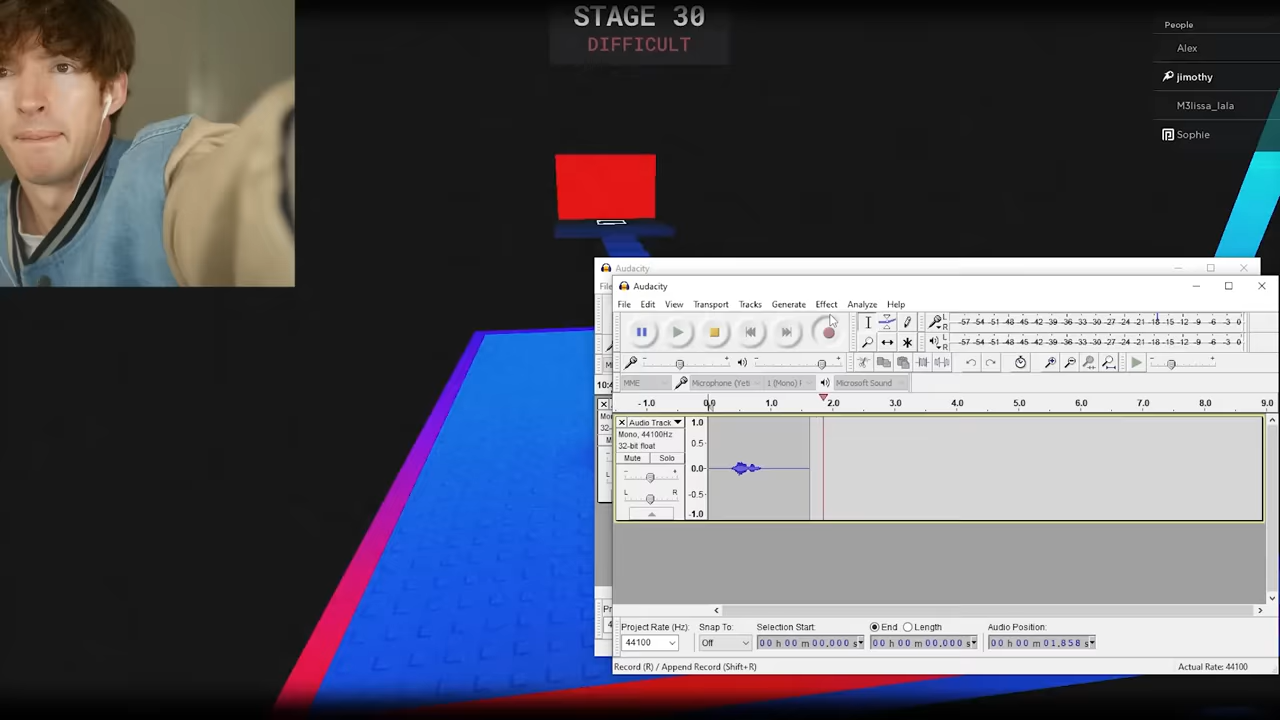 STAGE 30
DIFFICULT
People
Alex
jimothy
M3lissa_lala
Sophie
Audacity
Audacity
File Edit View Transport Tracks Generate Effect Analyze Help
L
R
-57 -54 -51 -48 -45 -42 -39 -36 -33 -30 -27 -24 -21 -18 -15 -12 -9 -6 -3 0
L
R
-57 -54 -51 -48 -45 -42 -39 -36 -33 -30 -27 -24 -21 -18 -15 -12 -9 -6 -3 0
MME Microphone (Yeti 1 (Mono) Microsoft Sound
-1.0 0.0 1.0 2.0 3.0 4.0 5.0 6.0 7.0 8.0 9.0
Audio Track
Mono, 44100Hz
32-bit float
Mute Solo
L R
1.0
0.5
0.0
-0.5
-1.0
Project Rate (Hz): Snap To: Selection Start: End Length Audio Position:
44100 Off 00 h 00 m 00.000 s 00 h 00 m 00.000 s 00 h 00 m 01.858 s
Record (R) / Append Record (Shift+R) Actual Rate: 44100